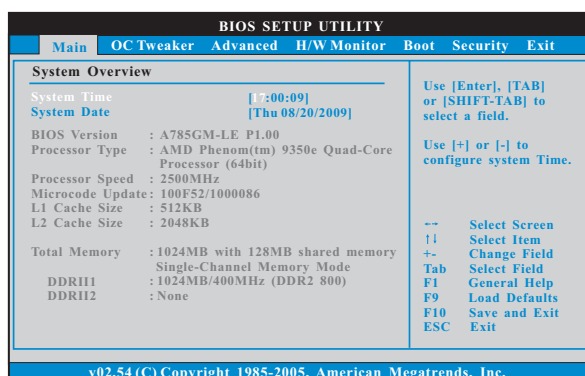 BIOS SETUP UTILITY
Main OC Tweaker Advanced H/W Monitor Boot Security Exit
System Overview
System Time [17:00:09]
System Date [Thu 08/20/2009]
BIOS Version : A785GM-LE P1.00
Processor Type : AMD Phenom(tm) 9350e Quad-Core
Processor (64bit)
Processor Speed : 2500MHz
Microcode Update : 100F52/1000086
L1 Cache Size : 512KB
L2 Cache Size : 2048KB
Total Memory : 1024MB with 128MB shared memory
Single-Channel Memory Mode
DDRII1 : 1024MB/400MHz (DDR2 800)
DDRII2 : None
Use [Enter], [TAB]
or [SHIFT-TAB] to
select a field.
Use [+] or [-] to
configure system Time.
←→ Select Screen
↑↓ Select Item
+- Change Field
Tab Select Field
F1 General Help
F9 Load Defaults
F10 Save and Exit
ESC Exit
v02.54 (C) Copyright 1985-2005, American Megatrends, Inc.